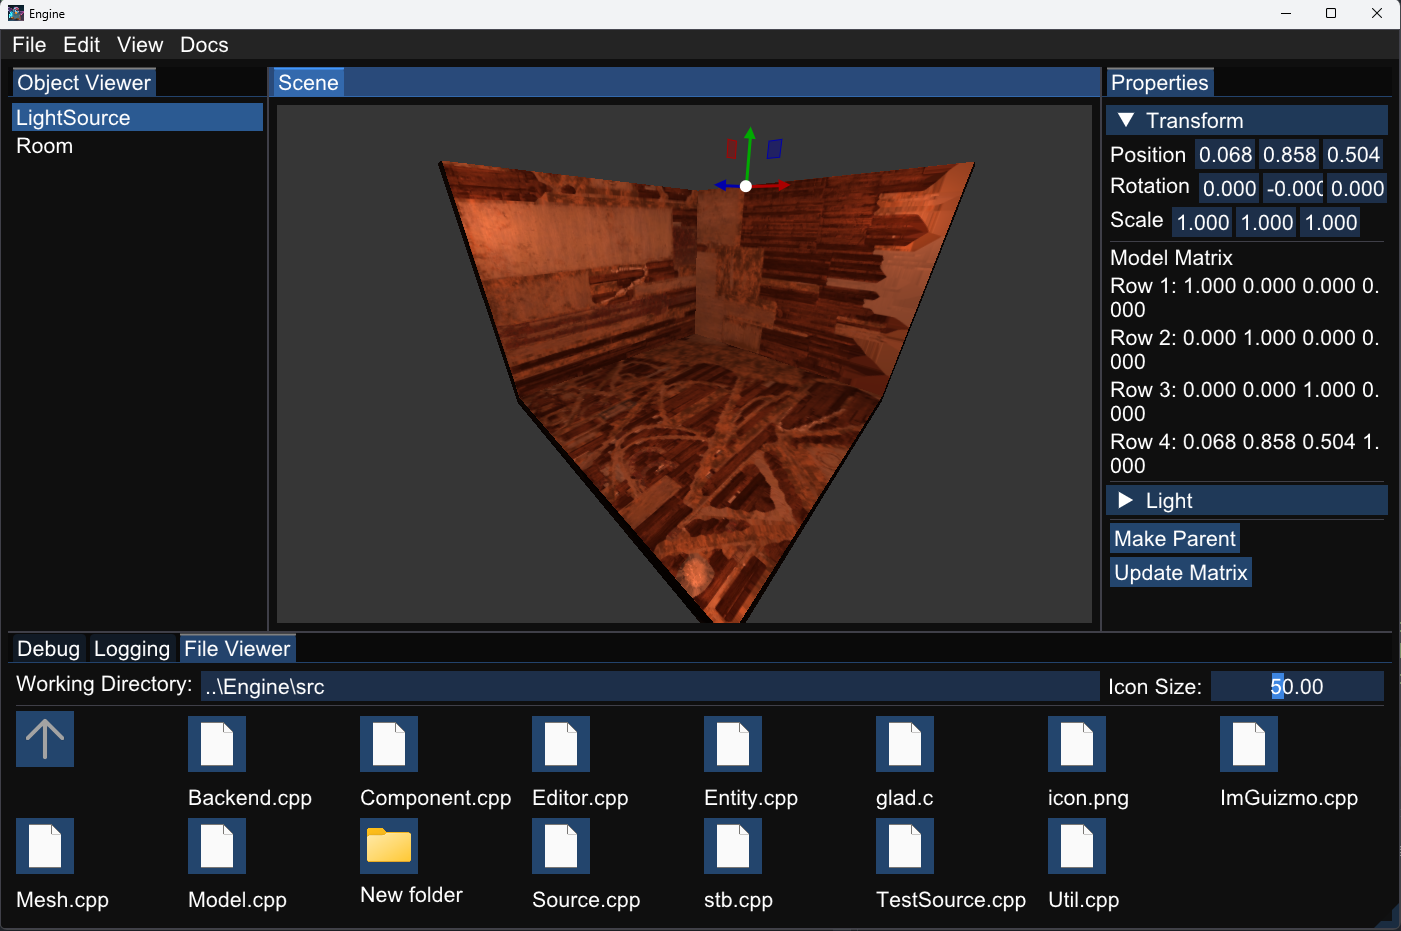 Engine
File Edit View Docs
Object Viewer
LightSource
Room
Scene
Properties
Transform
Position 0.068 0.858 0.504
Rotation 0.000 -0.000 0.000
Scale 1.000 1.000 1.000
Model Matrix
Row 1: 1.000 0.000 0.000 0.
000
Row 2: 0.000 1.000 0.000 0.
000
Row 3: 0.000 0.000 1.000 0.
000
Row 4: 0.068 0.858 0.504 1.
000
Light
Make Parent
Update Matrix
Debug Logging File Viewer
Working Directory: ..\Engine\src Icon Size: 50.00
Backend.cpp Component.cpp Editor.cpp Entity.cpp glad.c icon.png ImGuizmo.cpp
Mesh.cpp Model.cpp New folder Source.cpp stb.cpp TestSource.cpp Util.cpp